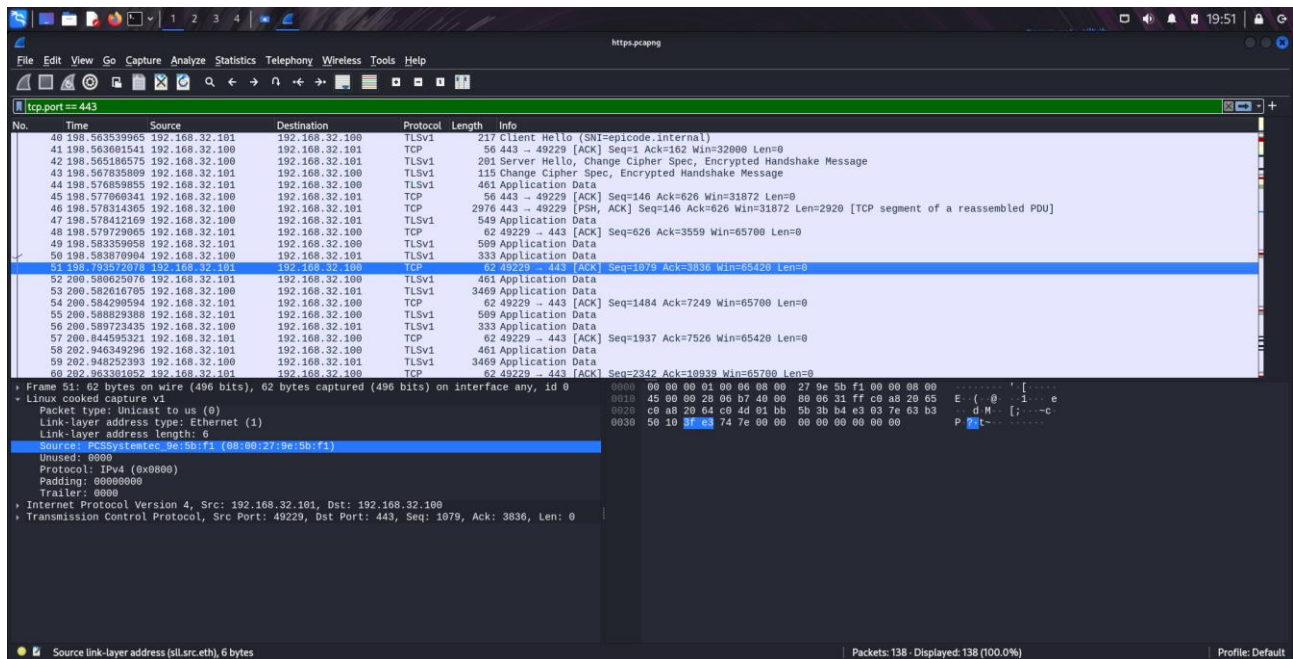 1 2 3 4
19:51
https.pcapng
File Edit View Go Capture Analyze Statistics Telephony Wireless Tools Help
tcp.port == 443
No. Time Source Destination Protocol Length Info
40 198.563539965 192.168.32.101 192.168.32.100 TLSv1 217 Client Hello (SNI=epicode.internal)
41 198.563601541 192.168.32.100 192.168.32.101 TCP 56 443 → 49229 [ACK] Seq=1 Ack=162 Win=32000 Len=0
42 198.565186575 192.168.32.100 192.168.32.101 TLSv1 201 Server Hello, Change Cipher Spec, Encrypted Handshake Message
43 198.567835809 192.168.32.101 192.168.32.100 TLSv1 115 Change Cipher Spec, Encrypted Handshake Message
44 198.576859855 192.168.32.101 192.168.32.100 TLSv1 461 Application Data
45 198.577060341 192.168.32.100 192.168.32.101 TCP 56 443 → 49229 [ACK] Seq=146 Ack=626 Win=31872 Len=0
46 198.578314365 192.168.32.100 192.168.32.101 TCP 2976 443 → 49229 [PSH, ACK] Seq=146 Ack=626 Win=31872 Len=2920 [TCP segment of a reassembled PDU]
47 198.578412169 192.168.32.100 192.168.32.101 TLSv1 549 Application Data
48 198.579729065 192.168.32.101 192.168.32.100 TCP 62 49229 → 443 [ACK] Seq=626 Ack=3559 Win=65700 Len=0
49 198.583359058 192.168.32.101 192.168.32.100 TLSv1 509 Application Data
50 198.583870904 192.168.32.100 192.168.32.101 TLSv1 333 Application Data
51 198.793572078 192.168.32.101 192.168.32.100 TCP 62 49229 → 443 [ACK] Seq=1079 Ack=3836 Win=65420 Len=0
52 200.580625076 192.168.32.101 192.168.32.100 TLSv1 461 Application Data
53 200.582616705 192.168.32.100 192.168.32.101 TLSv1 3469 Application Data
54 200.584290594 192.168.32.101 192.168.32.100 TCP 62 49229 → 443 [ACK] Seq=1484 Ack=7249 Win=65700 Len=0
55 200.588829388 192.168.32.101 192.168.32.100 TLSv1 509 Application Data
56 200.589723435 192.168.32.100 192.168.32.101 TLSv1 333 Application Data
57 200.844595321 192.168.32.101 192.168.32.100 TCP 62 49229 → 443 [ACK] Seq=1937 Ack=7526 Win=65420 Len=0
58 202.946349296 192.168.32.101 192.168.32.100 TLSv1 461 Application Data
59 202.948252393 192.168.32.100 192.168.32.101 TLSv1 3469 Application Data
60 202.963301052 192.168.32.101 192.168.32.100 TCP 62 49229 → 443 [ACK] Seq=2342 Ack=10939 Win=65700 Len=0
Frame 51: 62 bytes on wire (496 bits), 62 bytes captured (496 bits) on interface any, id 0
Linux cooked capture v1
Packet type: Unicast to us (0)
Link-layer address type: Ethernet (1)
Link-layer address length: 6
Source: PCSSystemtec_9e:5b:f1 (08:00:27:9e:5b:f1)
Unused: 0000
Protocol: IPv4 (0x0800)
Padding: 00000000
Trailer: 0000
Internet Protocol Version 4, Src: 192.168.32.101, Dst: 192.168.32.100
Transmission Control Protocol, Src Port: 49229, Dst Port: 443, Seq: 1079, Ack: 3836, Len: 0
0000 00 00 00 01 00 06 08 00 27 9e 5b f1 00 00 08 00 ········ '·[·····
0010 45 00 00 28 06 b7 40 00 80 06 31 ff c0 a8 20 65 E··(··@· ··1··· e
0020 c0 a8 20 64 c0 4d 01 bb 5b 3b b4 e3 03 7e 63 b3 ·· d·M·· [;···~c·
0030 50 10 3f e3 74 7e 00 00 00 00 00 00 00 00 P·?·t~·· ······
Source link-layer address (sll.src.eth), 6 bytes
Packets: 138 · Displayed: 138 (100.0%)
Profile: Default